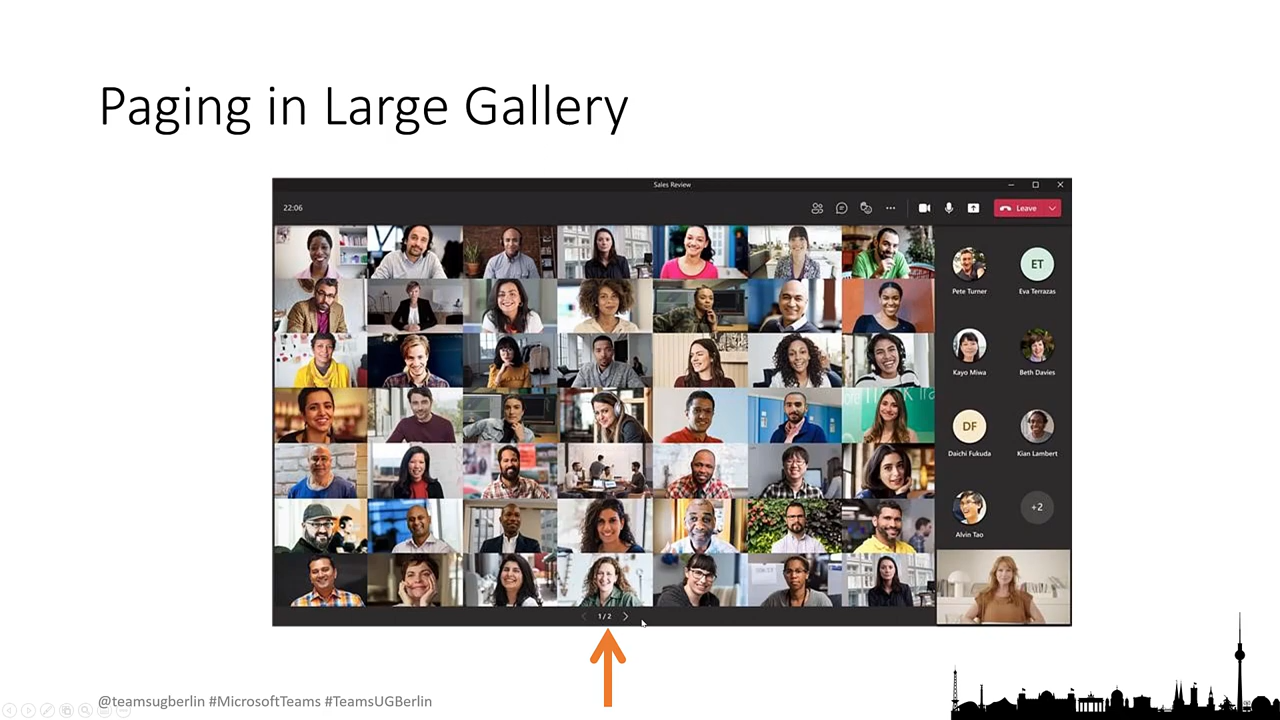 Paging in Large Gallery
Sales Review
22:06
Leave
ET
Pete Turner
Eva Terrazas
Kayo Miwa
Beth Davies
DF
Daichi Fukuda
Kian Lambert
+2
Alvin Tao
1 / 2
@teamsugberlin #MicrosoftTeams #TeamsUGBerlin